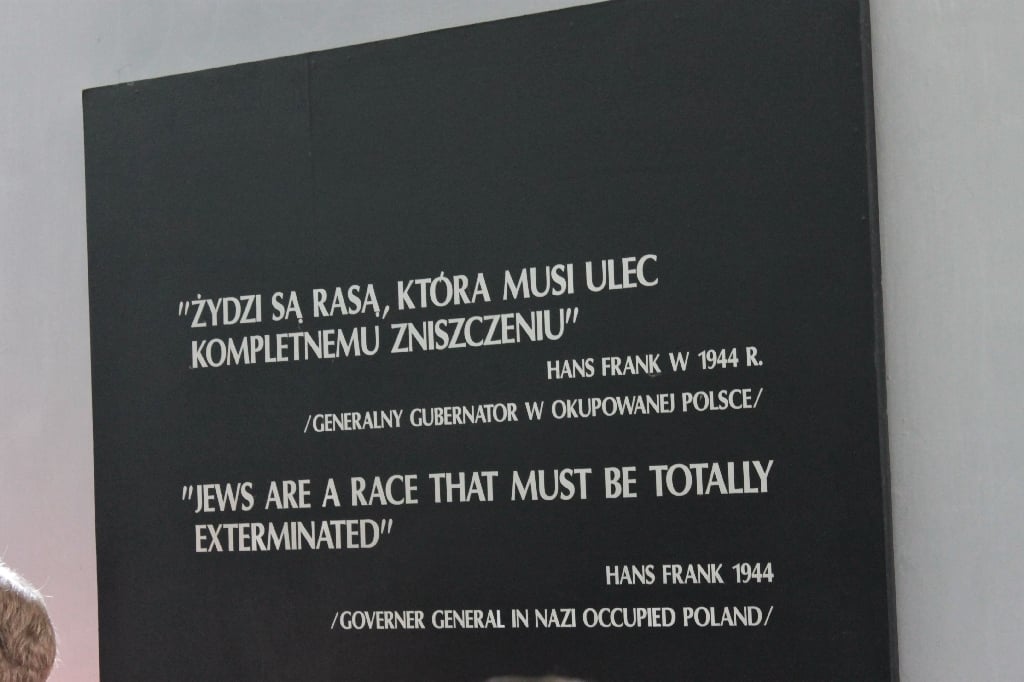 "ŻYDZI SĄ RASĄ, KTÓRA MUSI ULEC
KOMPLETNEMU ZNISZCZENIU"
HANS FRANK W 1944 R.
/GENERALNY GUBERNATOR W OKUPOWANEJ POLSCE/
"JEWS ARE A RACE THAT MUST BE TOTALLY
EXTERMINATED"
HANS FRANK 1944
/GOVERNER GENERAL IN NAZI OCCUPIED POLAND/